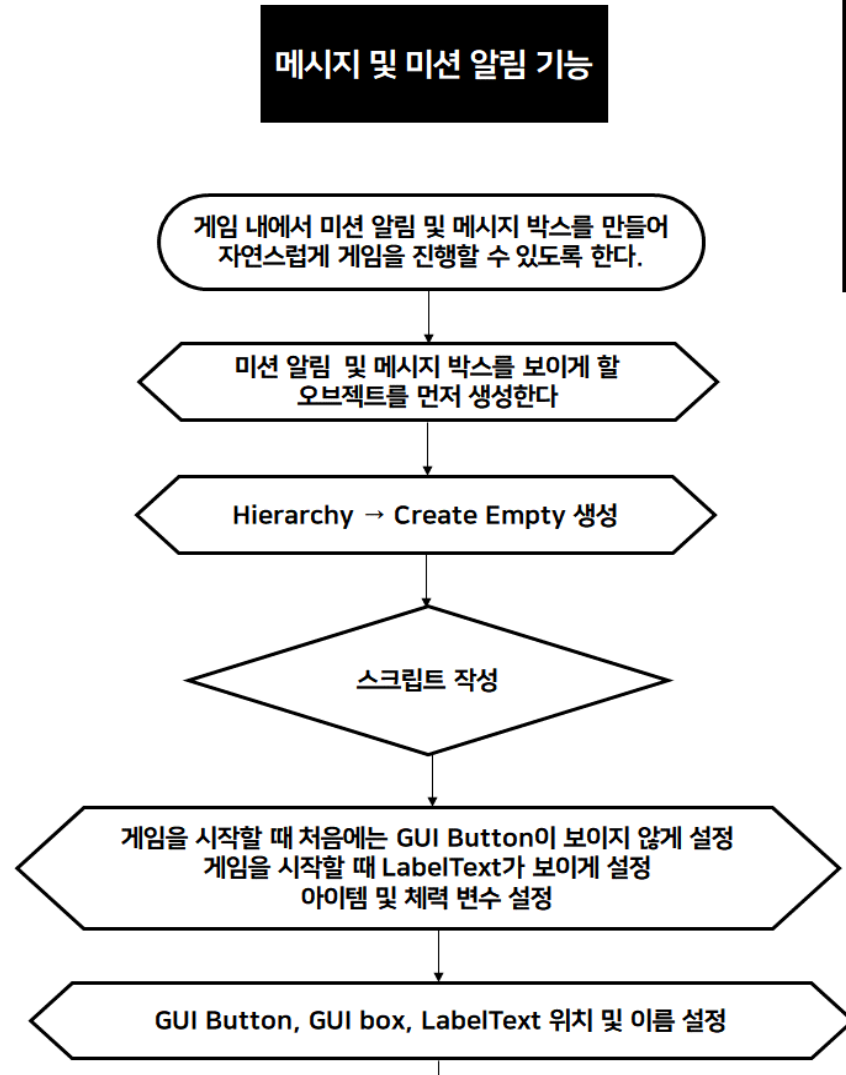 메시지 및 미션 알림 기능
게임 내에서 미션 알림 및 메시지 박스를 만들어
자연스럽게 게임을 진행할 수 있도록 한다.
미션 알림 및 메시지 박스를 보이게 할
오브젝트를 먼저 생성한다
Hierarchy → Create Empty 생성
스크립트 작성
게임을 시작할 때 처음에는 GUI Button이 보이지 않게 설정
게임을 시작할 때 LabelText가 보이게 설정
아이템 및 체력 변수 설정
GUI Button, GUI box, LabelText 위치 및 이름 설정